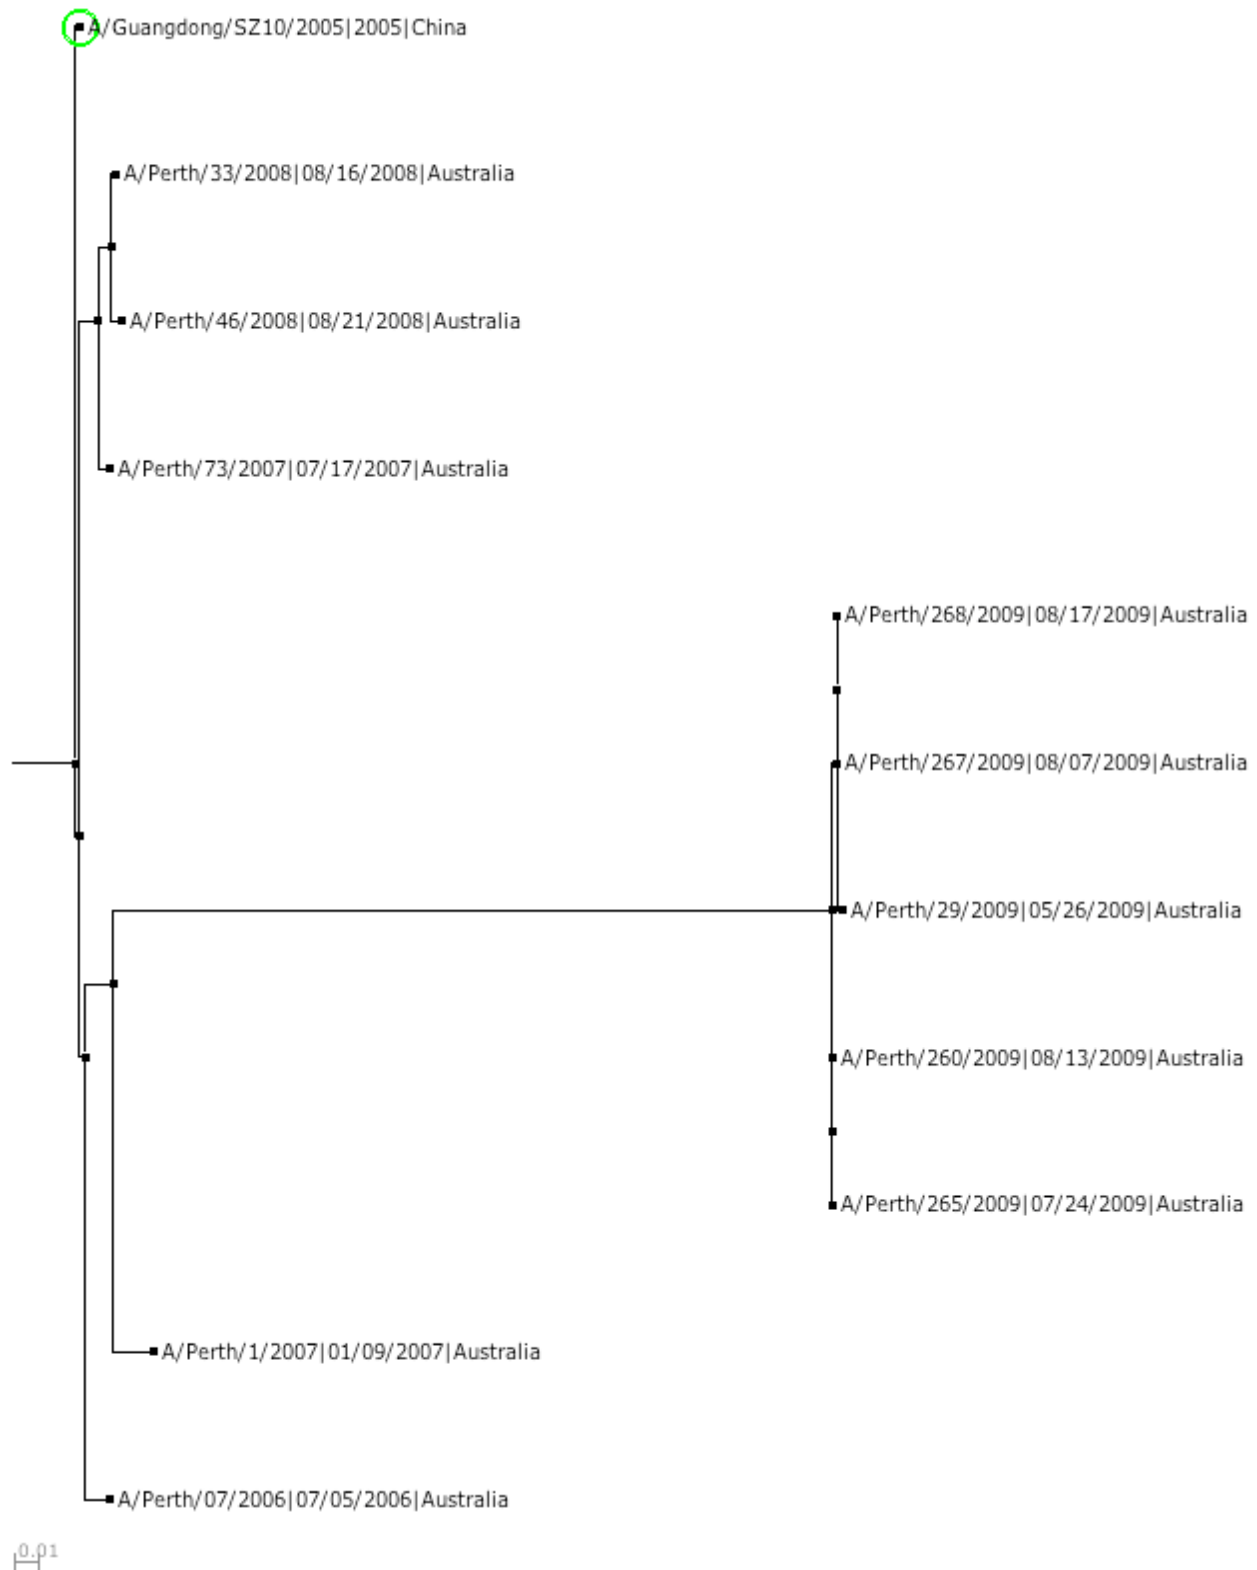 A/Guangdong/SZ10/2005|2005|China
A/Perth/33/2008|08/16/2008|Australia
A/Perth/46/2008|08/21/2008|Australia
A/Perth/73/2007|07/17/2007|Australia
A/Perth/268/2009|08/17/2009|Australia
A/Perth/267/2009|08/07/2009|Australia
A/Perth/29/2009|05/26/2009|Australia
A/Perth/260/2009|08/13/2009|Australia
A/Perth/265/2009|07/24/2009|Australia
A/Perth/1/2007|01/09/2007|Australia
A/Perth/07/2006|07/05/2006|Australia
0.01